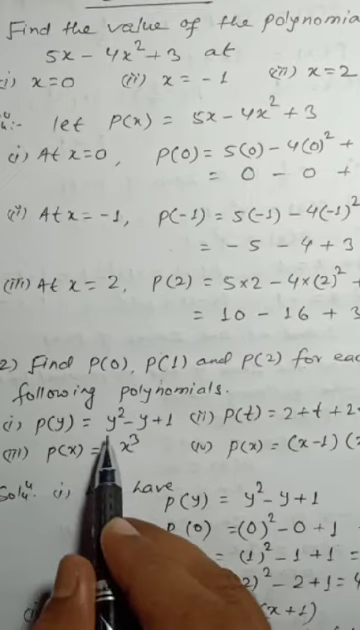 Find the value of the polynomia
5x - 4x² + 3 at
i) x = 0 (ii) x = -1 (iii) x = 2
let P(x) = 5x - 4x² + 3
(i) At x = 0, P(0) = 5(0) - 4(0)² +
= 0 - 0 +
(ii) At x = -1, P(-1) = 5(-1) - 4(-1)²
= -5 - 4 + 3
(iii) At x = 2, P(2) = 5×2 - 4×(2)² +
= 10 - 16 + 3
2) Find P(0), P(1) and P(2) for eac
following polynomials.
(i) P(y) = y² - y + 1 (ii) P(t) = 2 + t + 2
(iii) P(x) = x³ (iv) P(x) = (x-1)(
Solⁿ. i) have
P(y) = y² - y + 1
P(0) = (0)² - 0 + 1
= (1)² - 1 + 1 =
2)² - 2 + 1 = 4
(x+1)